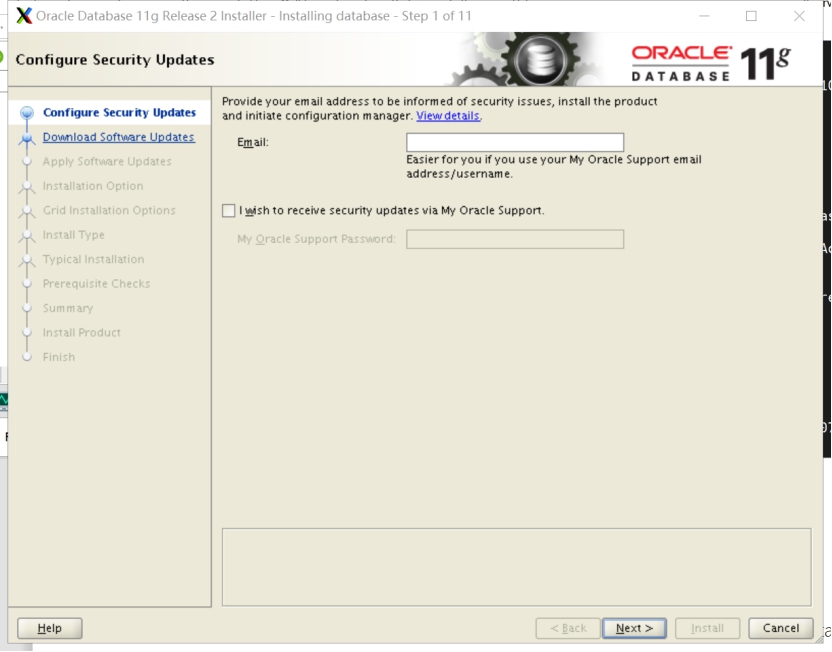 Oracle Database 11g Release 2 Installer - Installing database - Step 1 of 11
Configure Security Updates
ORACLE
DATABASE
11g
Configure Security Updates
Download Software Updates
Apply Software Updates
Installation Option
Grid Installation Options
Install Type
Typical Installation
Prerequisite Checks
Summary
Install Product
Finish
Provide your email address to be informed of security issues, install the product
and initiate configuration manager. View details.
Email:
Easier for you if you use your My Oracle Support email
address/username.
I wish to receive security updates via My Oracle Support.
My Oracle Support Password:
Help
< Back
Next >
Install
Cancel